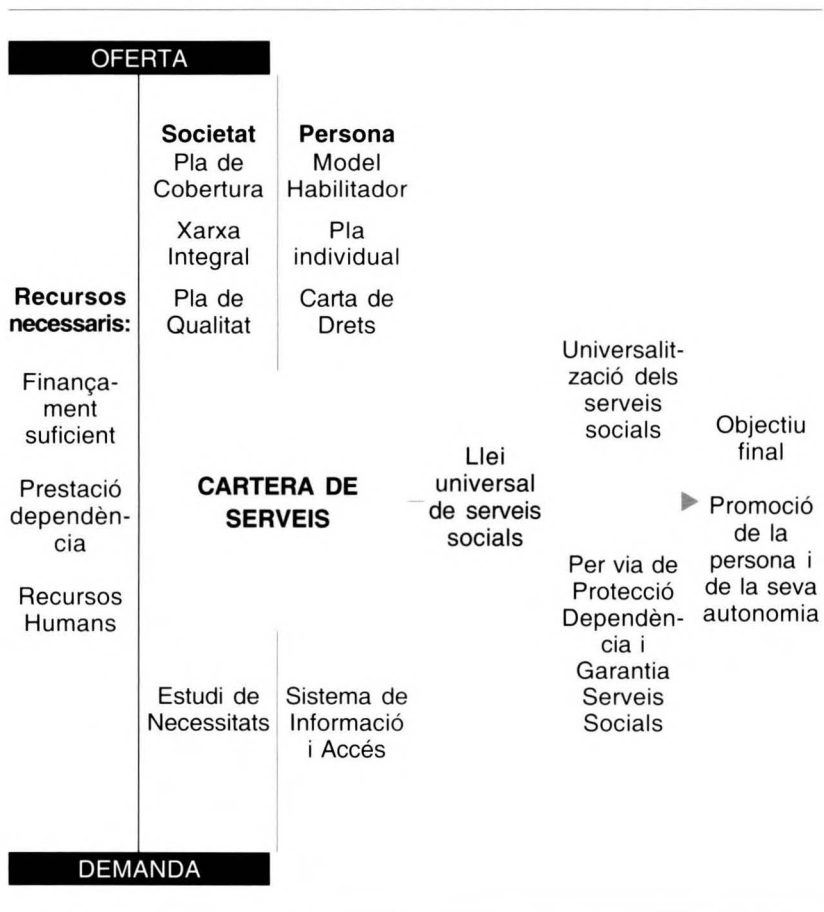 OFERTA
Societat
Pla de
Cobertura
Xarxa
Integral
Pla de
Qualitat
Persona
Model
Habilitador
Pla
individual
Carta de
Drets
Recursos
necessaris:
Finança-
ment
suficient
Prestació
dependèn-
cia
Recursos
Humans
CARTERA DE
SERVEIS
Llei
universal
de serveis
socials
Universalit-
zació dels
serveis
socials
Per via de
Protecció
Dependèn-
cia i
Garantia
Serveis
Socials
Objectiu
final
Promoció
de la
persona i
de la seva
autonomia
Estudi de
Necessitats
Sistema de
Informació
i Accés
DEMANDA